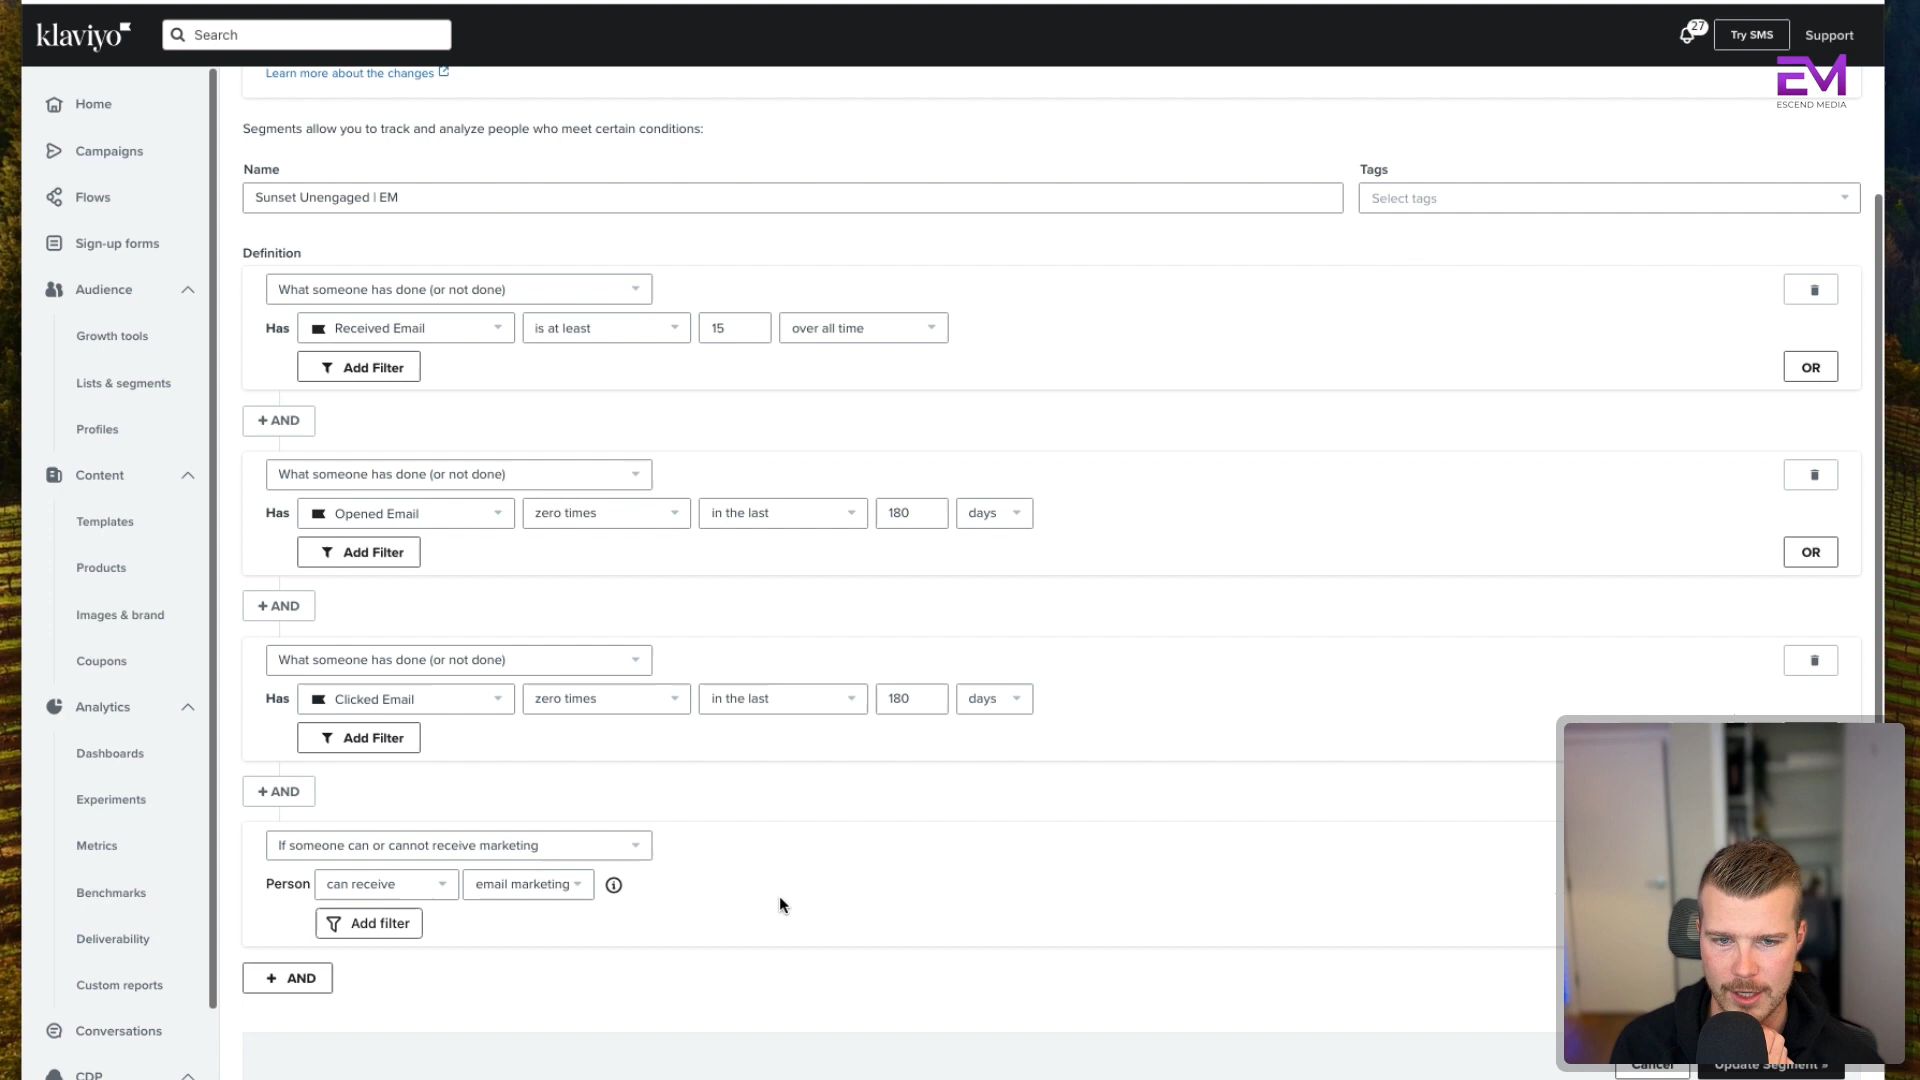 klaviyo
Search
27
Try SMS
Support
EM
ESCEND MEDIA
Home
Campaigns
Flows
Sign-up forms
Audience
Growth tools
Lists & segments
Profiles
Content
Templates
Products
Images & brand
Coupons
Analytics
Dashboards
Experiments
Metrics
Benchmarks
Deliverability
Custom reports
Conversations
CDP
Learn more about the changes
Segments allow you to track and analyze people who meet certain conditions:
Name
Tags
Sunset Unengaged | EM
Select tags
Definition
What someone has done (or not done)
Has Received Email is at least 15 over all time
Add Filter
OR
+ AND
What someone has done (or not done)
Has Opened Email zero times in the last 180 days
Add Filter
OR
+ AND
What someone has done (or not done)
Has Clicked Email zero times in the last 180 days
Add Filter
+ AND
If someone can or cannot receive marketing
Person can receive email marketing
Add filter
+ AND
Cancel
Update Segment »